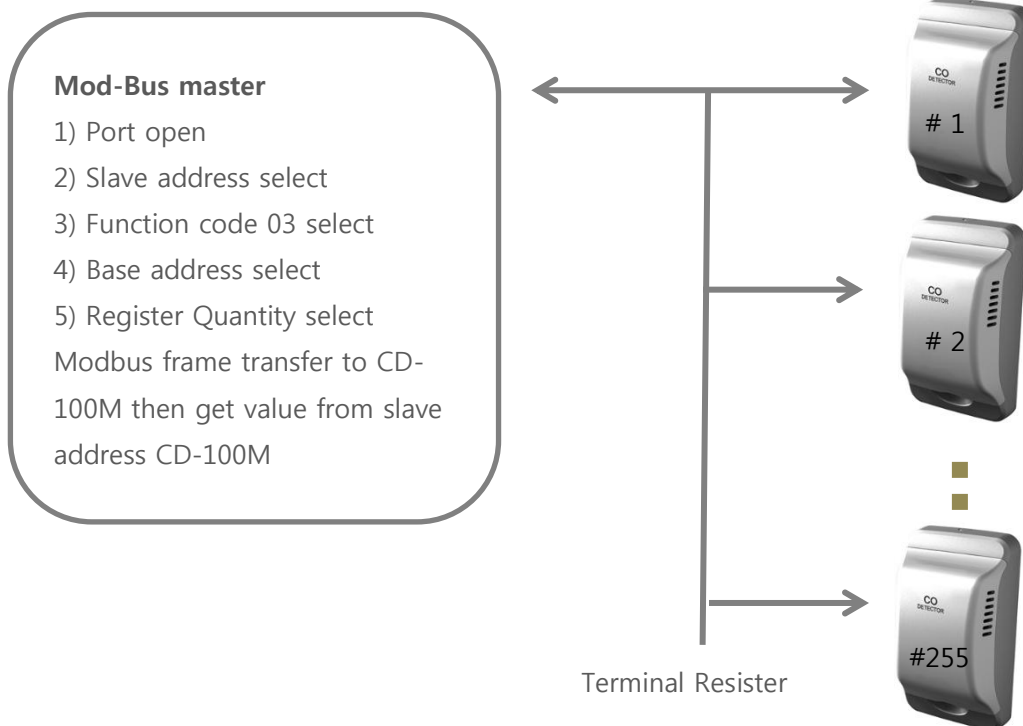 Mod-Bus master
1) Port open
2) Slave address select
3) Function code 03 select
4) Base address select
5) Register Quantity select
Modbus frame transfer to CD-
100M then get value from slave
address CD-100M
CO
DETECTOR
# 1
CO
DETECTOR
# 2
CO
DETECTOR
#255
Terminal Resister